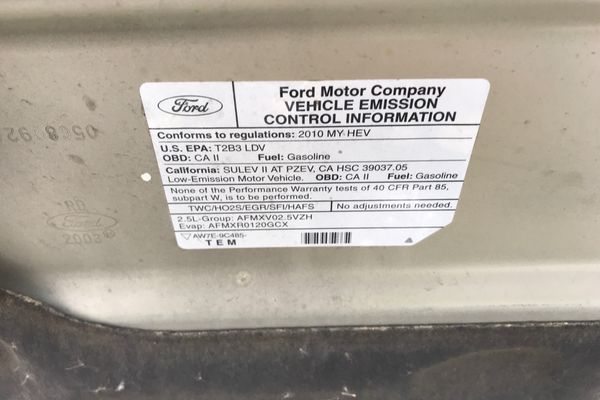 Ford
Ford Motor Company
VEHICLE EMISSION
CONTROL INFORMATION
Conforms to regulations: 2010 MY HEV
U.S. EPA: T2B3 LDV
OBD: CA II Fuel: Gasoline
California: SULEV II AT PZEV, CA HSC 39037.05
Low-Emission Motor Vehicle. OBD: CA II Fuel: Gasoline
None of the Performance Warranty tests of 40 CFR Part 85,
subpart W, is to be performed.
TWC/HO2S/EGR/SFI/HAFS No adjustments needed.
2.5L-Group: AFMXV02.5VZH
Evap: AFMXR0120GCX
AW7E-9C485-
TEM